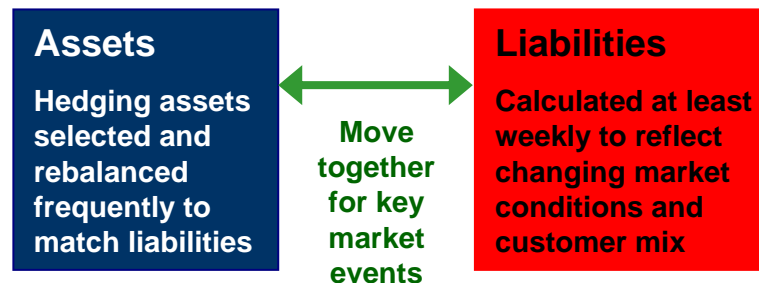 Assets
Hedging assets
selected and
rebalanced
frequently to
match liabilities
Move
together
for key
market
events
Liabilities
Calculated at least
weekly to reflect
changing market
conditions and
customer mix